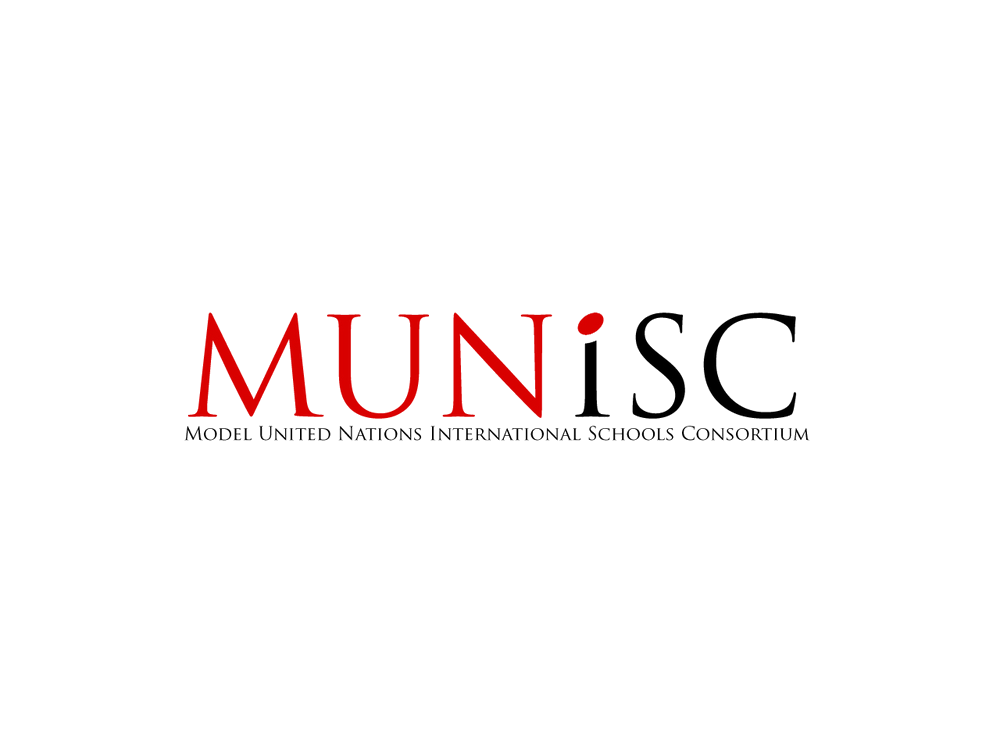 MUNiSC
Model United Nations International Schools Consortium